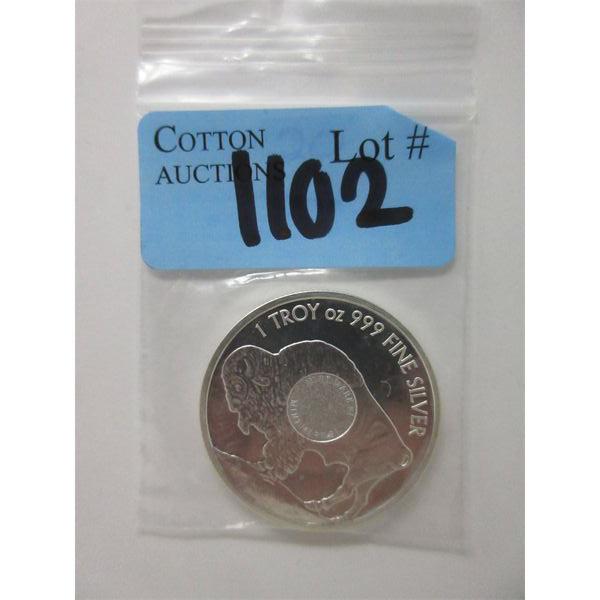 COTTON
AUCTIONS
Lot #
1102
1 TROY oz 999 FINE SILVER